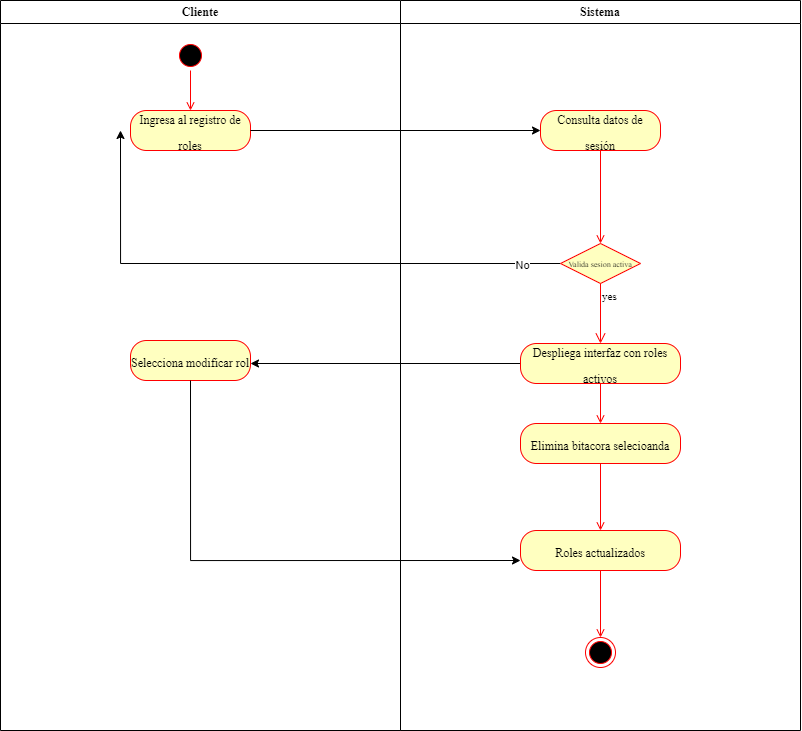 Cliente
Sistema
Ingresa al registro de
roles
Consulta datos de
sesión
Valida sesion activa
No
yes
Despliega interfaz con roles
activos
Selecciona modificar rol
Elimina bitacora selecioanda
Roles actualizados